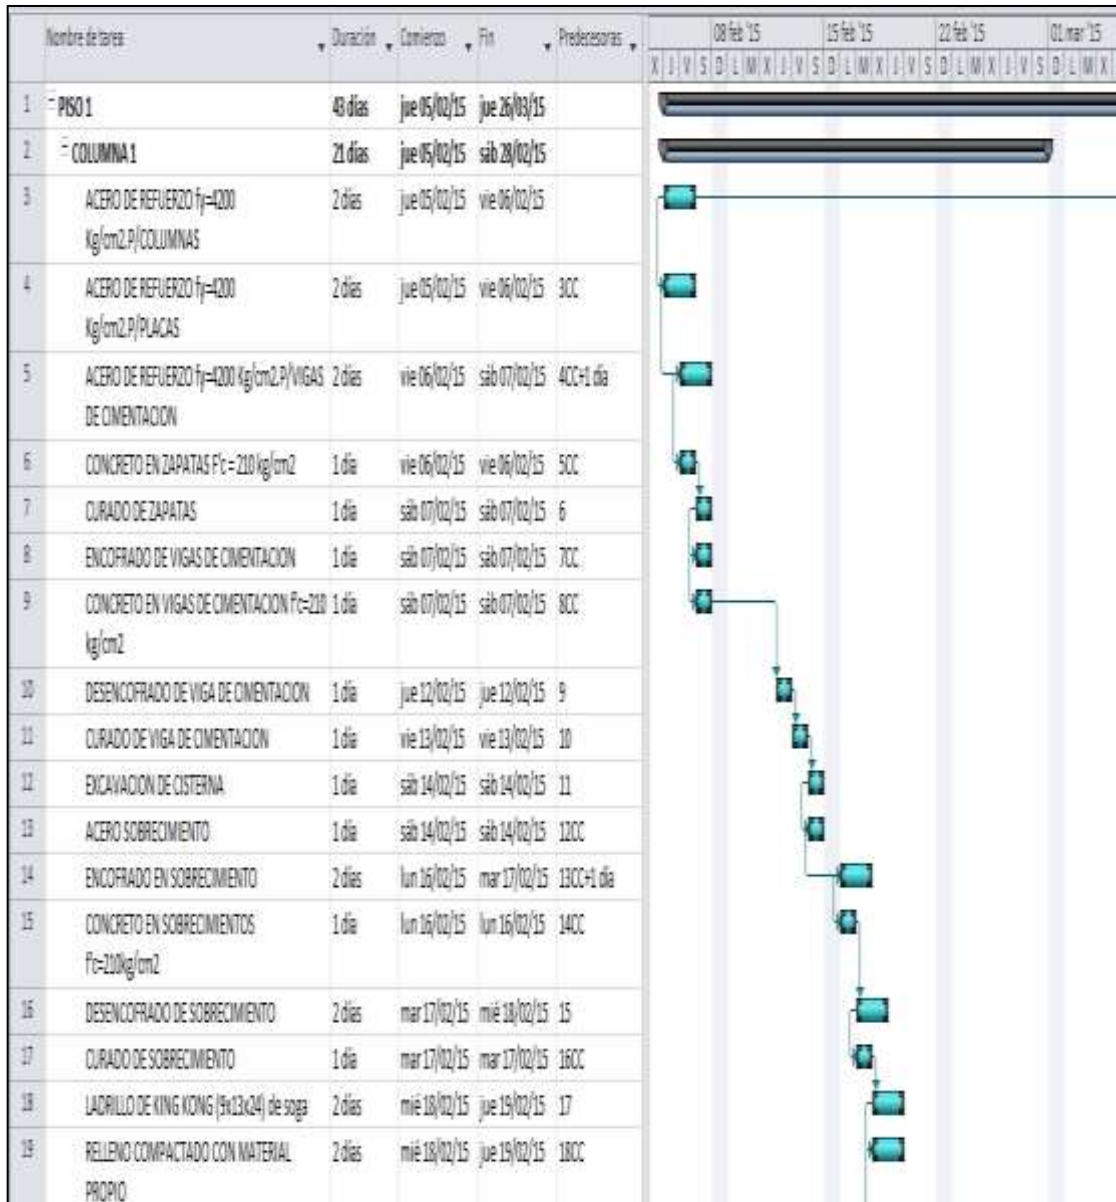 Nombre de tarea Duración Comienzo Fin Predecesoras 08 feb '15 15 feb '15 22 feb '15 01 mar '15
X J V S D L M X J V S D L M X J V S D L M X J V S D L M X
1 PISO 1 43 días jue 05/02/15 jue 26/03/15
2 COLUMNA 1 21 días jue 05/02/15 sáb 28/02/15
3 ACERO DE REFUERZO fy=4200 2 días jue 05/02/15 vie 06/02/15
Kg/cm2.P/COLUMNAS
4 ACERO DE REFUERZO fy=4200 2 días jue 05/02/15 vie 06/02/15 3CC
Kg/cm2.P/PLACAS
5 ACERO DE REFUERZO fy=4200 Kg/cm2.P/VIGAS 2 días vie 06/02/15 sáb 07/02/15 4CC+1 día
DE CIMENTACION
6 CONCRETO EN ZAPATAS F'c = 210 kg/cm2 1 día vie 06/02/15 vie 06/02/15 5CC
7 CURADO DE ZAPATAS 1 día sáb 07/02/15 sáb 07/02/15 6
8 ENCOFRADO DE VIGAS DE CIMENTACION 1 día sáb 07/02/15 sáb 07/02/15 7CC
9 CONCRETO EN VIGAS DE CIMENTACION f'c=210 1 día sáb 07/02/15 sáb 07/02/15 8CC
kg/cm2
10 DESENCOFRADO DE VIGA DE CIMENTACION 1 día jue 12/02/15 jue 12/02/15 9
11 CURADO DE VIGA DE CIMENTACION 1 día vie 13/02/15 vie 13/02/15 10
12 EXCAVACION DE CISTERNA 1 día sáb 14/02/15 sáb 14/02/15 11
13 ACERO SOBRECIMIENTO 1 día sáb 14/02/15 sáb 14/02/15 12CC
14 ENCOFRADO EN SOBRECIMIENTO 2 días lun 16/02/15 mar 17/02/15 13CC+1 día
15 CONCRETO EN SOBRECIMIENTOS 1 día lun 16/02/15 lun 16/02/15 14CC
f'c=210kg/cm2
16 DESENCOFRADO DE SOBRECIMIENTO 2 días mar 17/02/15 mié 18/02/15 15
17 CURADO DE SOBRECIMIENTO 1 día mar 17/02/15 mar 17/02/15 16CC
18 LADRILLO DE KING KONG (9x13x24) de soga 2 días mié 18/02/15 jue 19/02/15 17
19 RELLENO COMPACTADO CON MATERIAL 2 días mié 18/02/15 jue 19/02/15 18CC
PROPIO